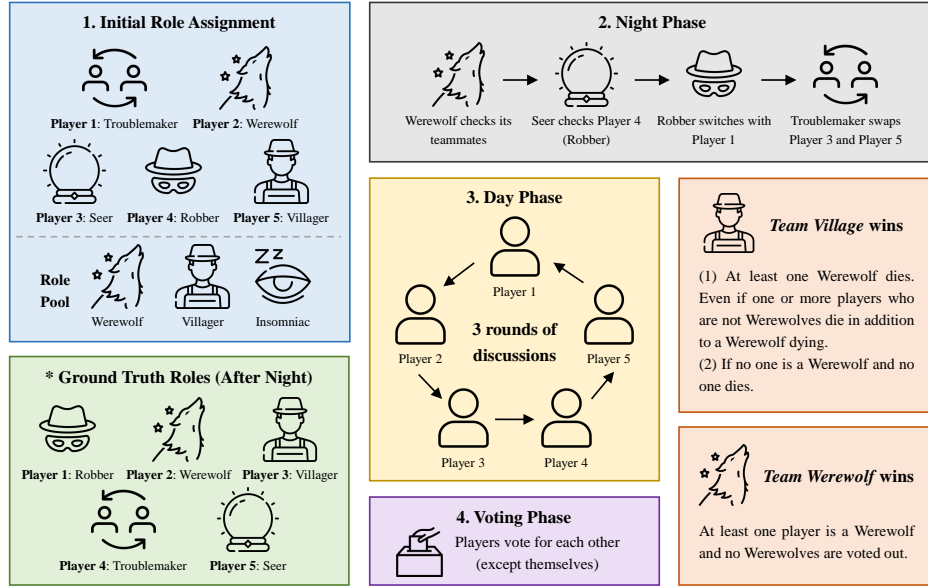 1. Initial Role Assignment
Player 1: Troublemaker
Player 2: Werewolf
Player 3: Seer
Player 4: Robber
Player 5: Villager
Role
Pool
Werewolf
Villager
ZZ
Insomniac
* Ground Truth Roles (After Night)
Player 1: Robber
Player 2: Werewolf
Player 3: Villager
Player 4: Troublemaker
Player 5: Seer
2. Night Phase
Werewolf checks its
teammates
Seer checks Player 4
(Robber)
Robber switches with
Player 1
Troublemaker swaps
Player 3 and Player 5
3. Day Phase
Player 1
Player 2
3 rounds of
discussions
Player 5
Player 3
Player 4
4. Voting Phase
Players vote for each other
(except themselves)
Team Village wins
(1) At least one Werewolf dies.
Even if one or more players who
are not Werewolves die in addition
to a Werewolf dying.
(2) If no one is a Werewolf and no
one dies.
Team Werewolf wins
At least one player is a Werewolf
and no Werewolves are voted out.